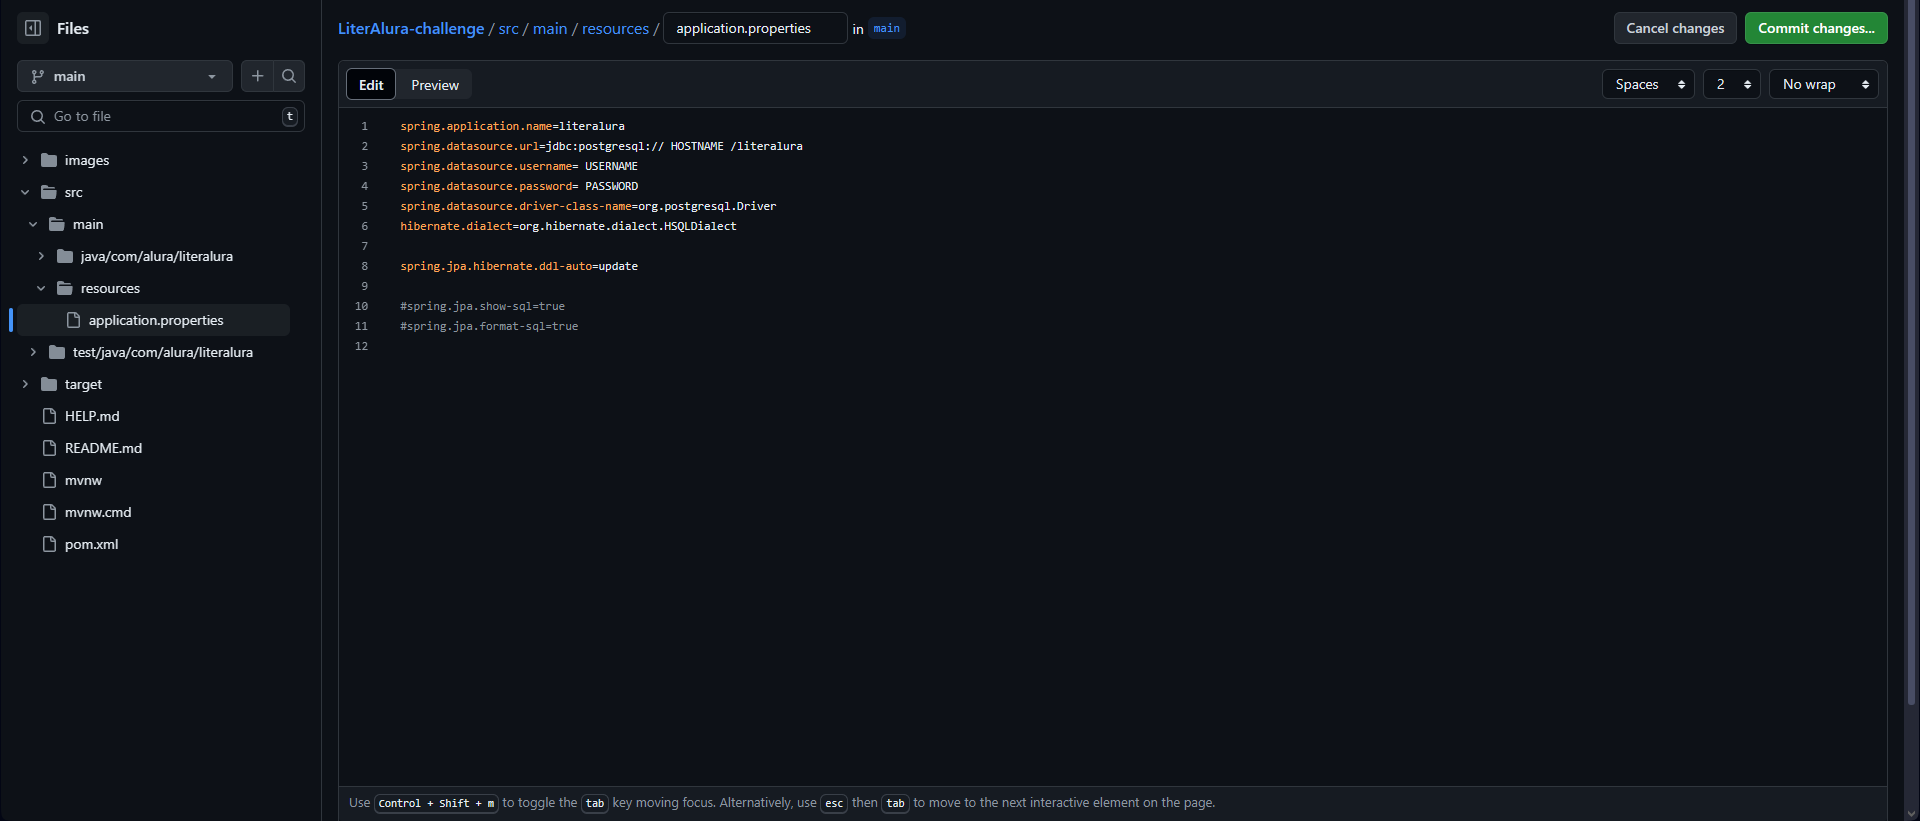 Files
main
Go to file
t
images
src
main
java/com/alura/literalura
resources
application.properties
test/java/com/alura/literalura
target
HELP.md
README.md
mvnw
mvnw.cmd
pom.xml
LiterAlura-challenge / src / main / resources / application.properties in main
Cancel changes
Commit changes...
Edit
Preview
Spaces
2
No wrap
1 spring.application.name=literalura
2 spring.datasource.url=jdbc:postgresql:// HOSTNAME /literalura
3 spring.datasource.username= USERNAME
4 spring.datasource.password= PASSWORD
5 spring.datasource.driver-class-name=org.postgresql.Driver
6 hibernate.dialect=org.hibernate.dialect.HSQLDialect
7
8 spring.jpa.hibernate.ddl-auto=update
9
10 #spring.jpa.show-sql=true
11 #spring.jpa.format-sql=true
12
Use Control + Shift + m to toggle the tab key moving focus. Alternatively, use esc then tab to move to the next interactive element on the page.